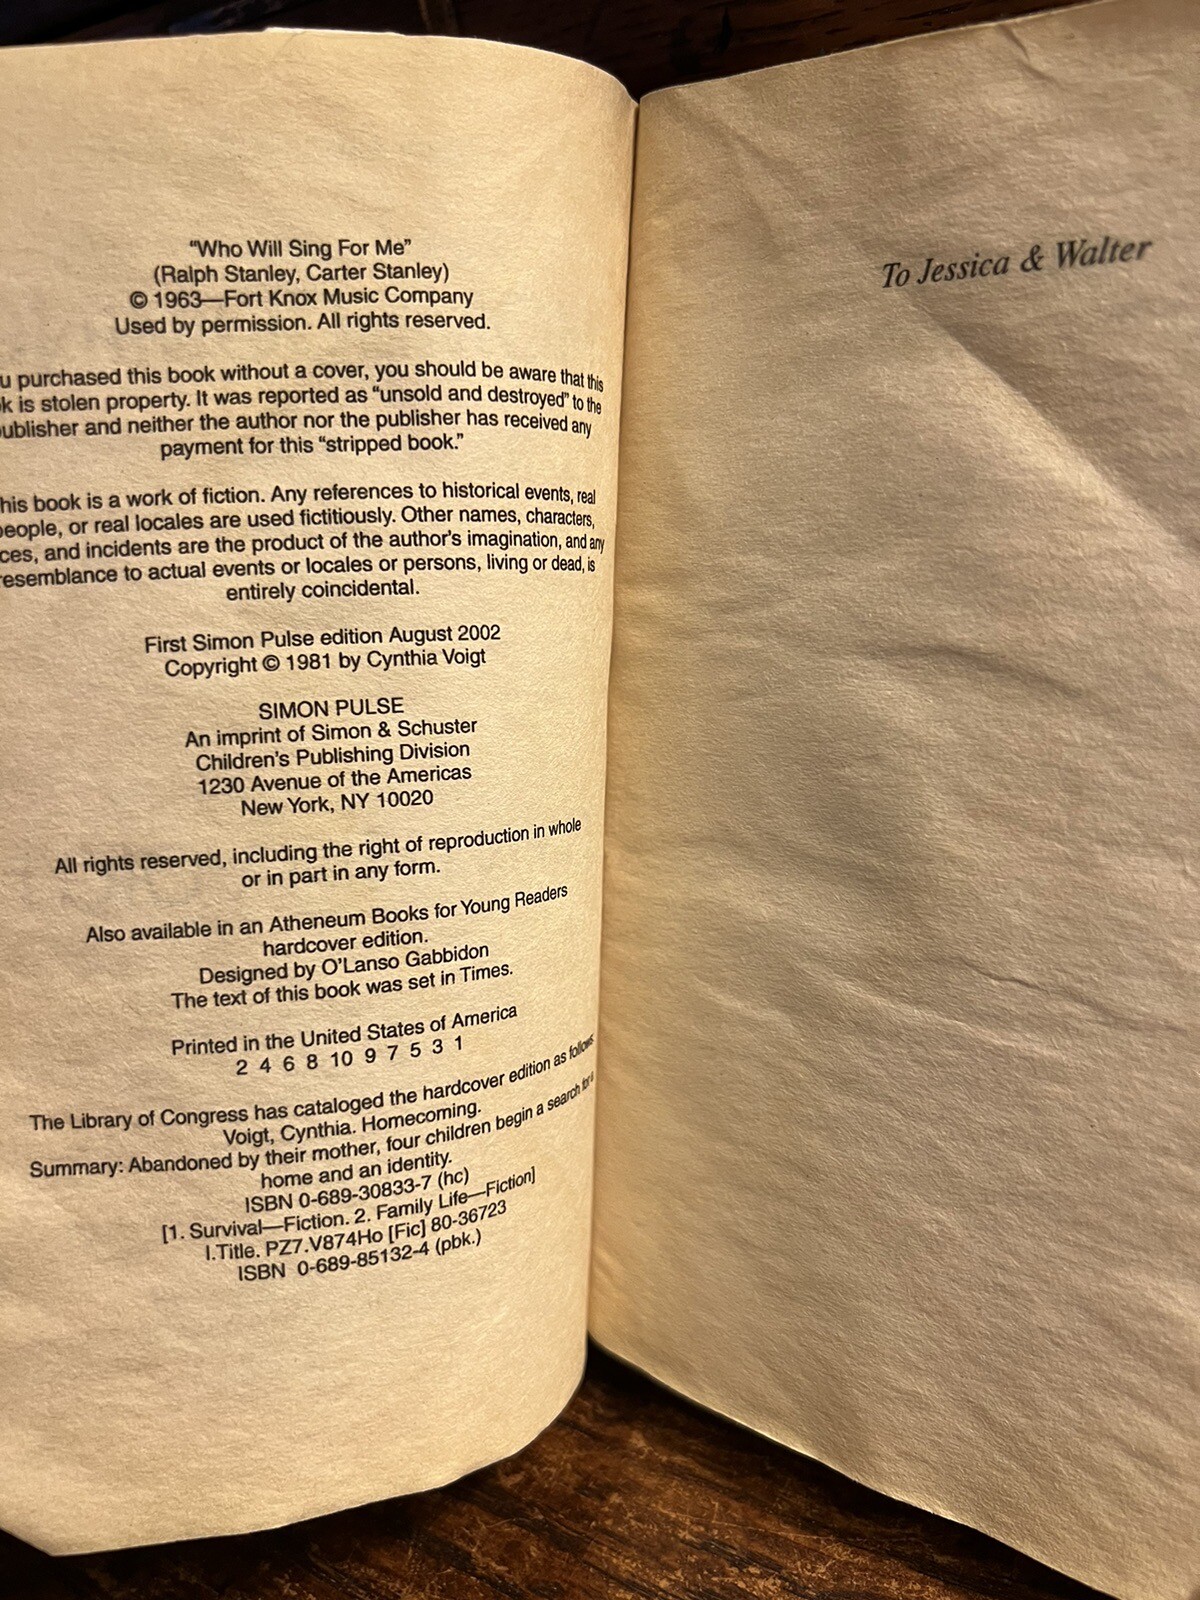 “Who Will Sing For Me”
(Ralph Stanley, Carter Stanley)
© 1963—Fort Knox Music Company
Used by permission. All rights reserved.
u purchased this book without a cover, you should be aware that this
k is stolen property. It was reported as “unsold and destroyed” to the
ublisher and neither the author nor the publisher has received any
payment for this “stripped book.”
his book is a work of fiction. Any references to historical events, real
eople, or real locales are used fictitiously. Other names, characters,
ces, and incidents are the product of the author's imagination, and any
resemblance to actual events or locales or persons, living or dead, is
entirely coincidental.
First Simon Pulse edition August 2002
Copyright © 1981 by Cynthia Voigt
SIMON PULSE
An imprint of Simon & Schuster
Children's Publishing Division
1230 Avenue of the Americas
New York, NY 10020
All rights reserved, including the right of reproduction in whole
or in part in any form.
Also available in an Atheneum Books for Young Readers
hardcover edition.
Designed by O'Lanso Gabbidon
The text of this book was set in Times.
Printed in the United States of America
2 4 6 8 10 9 7 5 3 1
The Library of Congress has cataloged the hardcover edition as follows
Voigt, Cynthia. Homecoming.
Summary: Abandoned by their mother, four children begin a search for a
home and an identity.
ISBN 0-689-30833-7 (hc)
[1. Survival—Fiction. 2. Family Life—Fiction]
I.Title. PZ7.V874Ho [Fic] 80-36723
ISBN 0-689-85132-4 (pbk.)
To Jessica & Walter